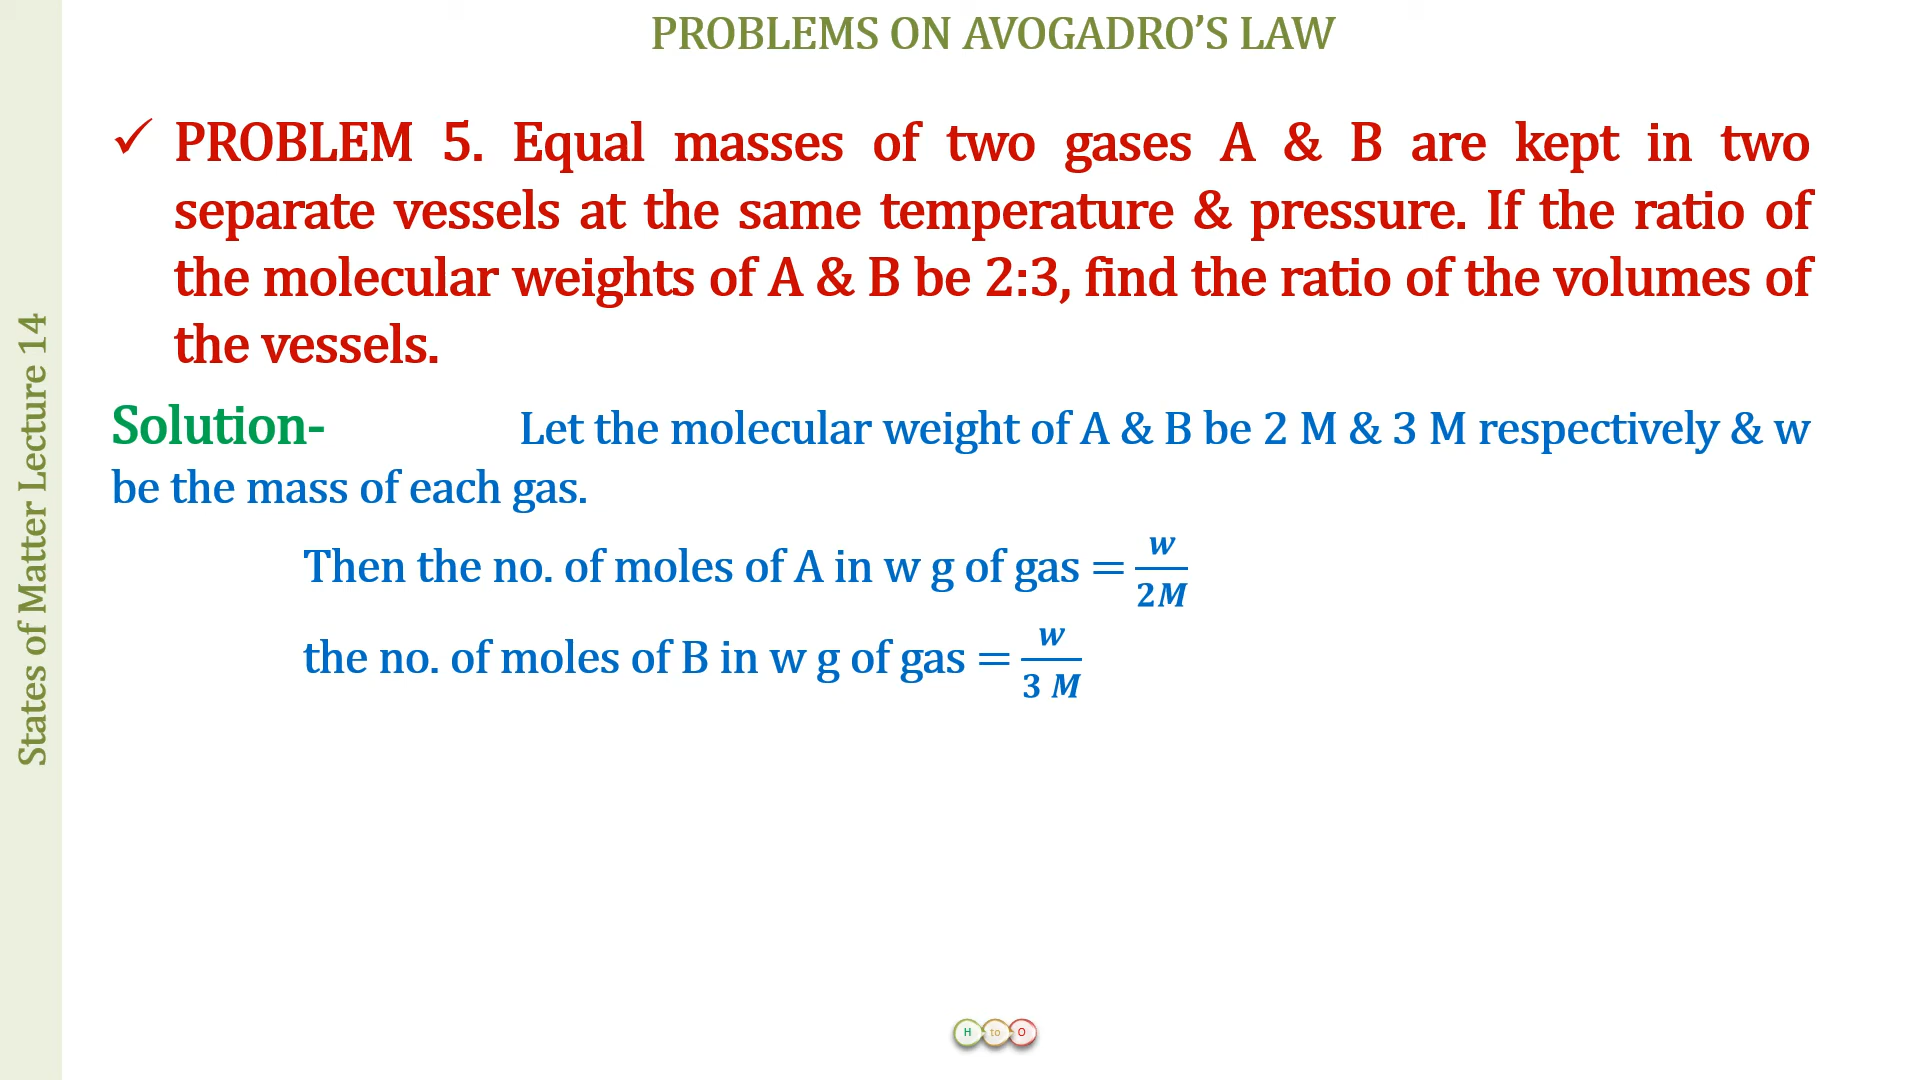 PROBLEMS ON AVOGADRO’S LAW
✓ PROBLEM 5. Equal masses of two gases A & B are kept in two
separate vessels at the same temperature & pressure. If the ratio of
the molecular weights of A & B be 2:3, find the ratio of the volumes of
the vessels.
Solution- Let the molecular weight of A & B be 2 M & 3 M respectively & w
be the mass of each gas.
Then the no. of moles of A in w g of gas = w/2M
the no. of moles of B in w g of gas = w/3 M
States of Matter Lecture 14
H to O